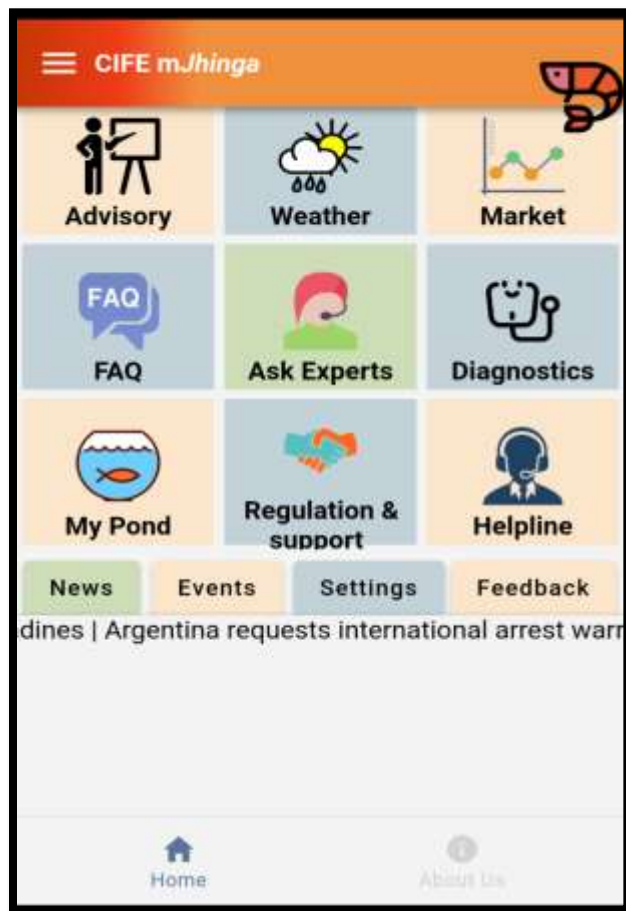 CIFE mJhinga
Advisory
Weather
Market
FAQ
FAQ
Ask Experts
Diagnostics
My Pond
Regulation &
support
Helpline
News
Events
Settings
Feedback
dines | Argentina requests international arrest warr
Home
About Us